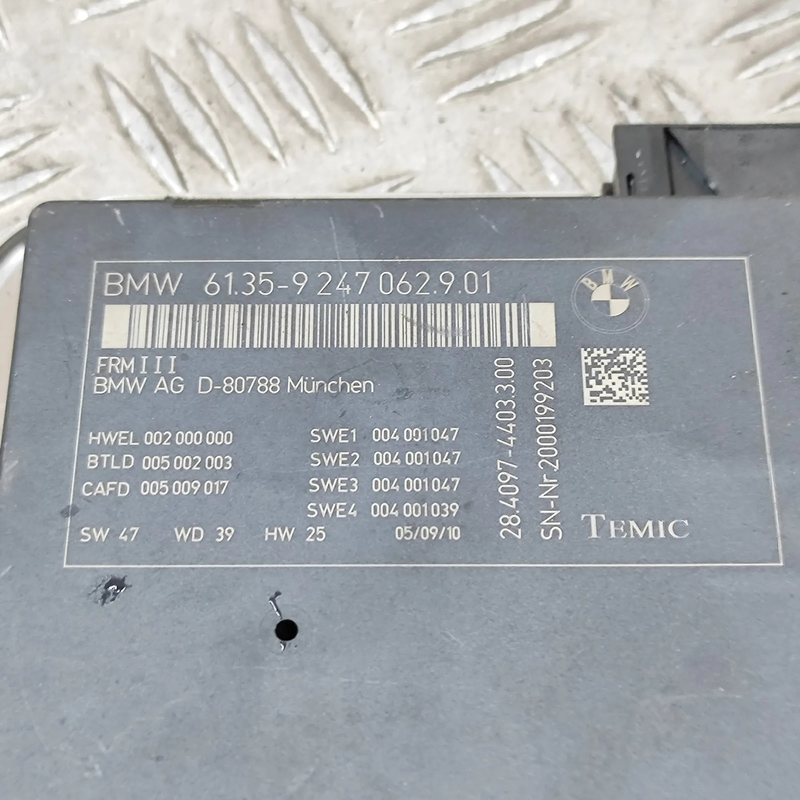 BMW 61.35-9 247 062.9.01
BMW
FRM III
BMW AG D-80788 München
HWEL 002 000 000
BTLD 005 002 003
CAFD 005 009 017
SWE1 004 001047
SWE2 004 001047
SWE3 004 001047
SWE4 004 001039
SW 47 WD 39 HW 25 05/09/10
28.4097-4403.3.00
SN-Nr.2000199203
TEMIC